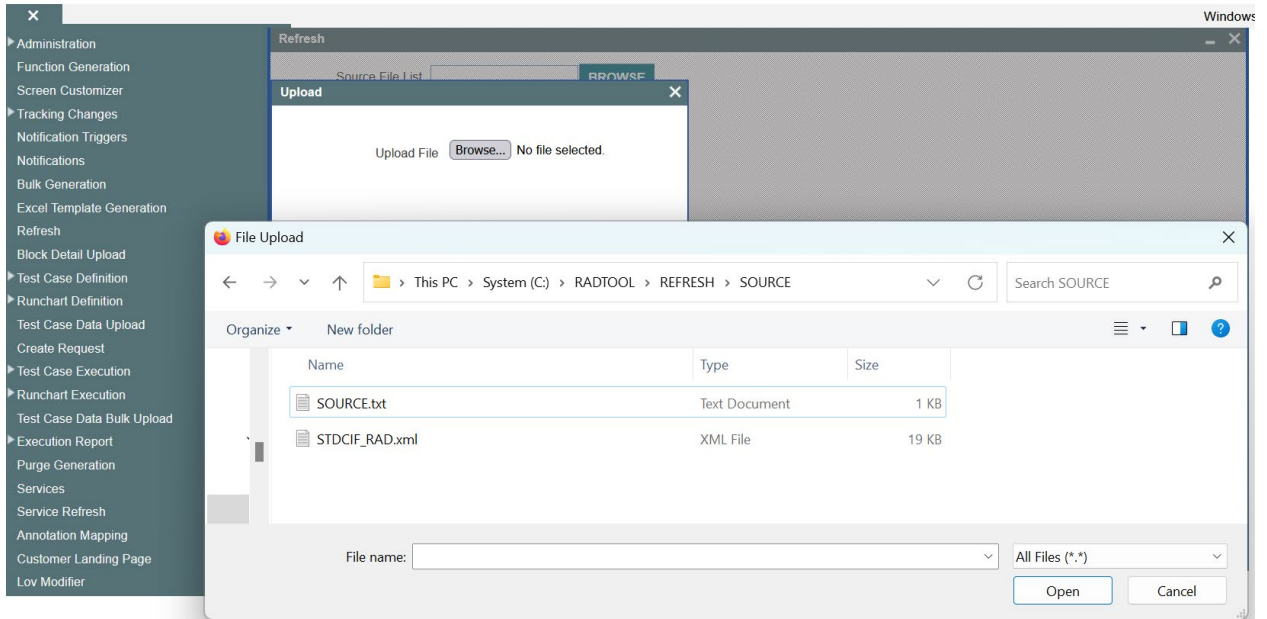 ✕
Windows
Administration
Function Generation
Screen Customizer
Tracking Changes
Notification Triggers
Notifications
Bulk Generation
Excel Template Generation
Refresh
Block Detail Upload
Test Case Definition
Runchart Definition
Test Case Data Upload
Create Request
Test Case Execution
Runchart Execution
Test Case Data Bulk Upload
Execution Report
Purge Generation
Services
Service Refresh
Annotation Mapping
Customer Landing Page
Lov Modifier
Refresh
Source File List BROWSE
Upload
Upload File Browse... No file selected.
File Upload
This PC > System (C:) > RADTOOL > REFRESH > SOURCE
Search SOURCE
Organize New folder
Name Type Size
SOURCE.txt Text Document 1 KB
STDCIF_RAD.xml XML File 19 KB
File name: All Files (*.*)
Open Cancel